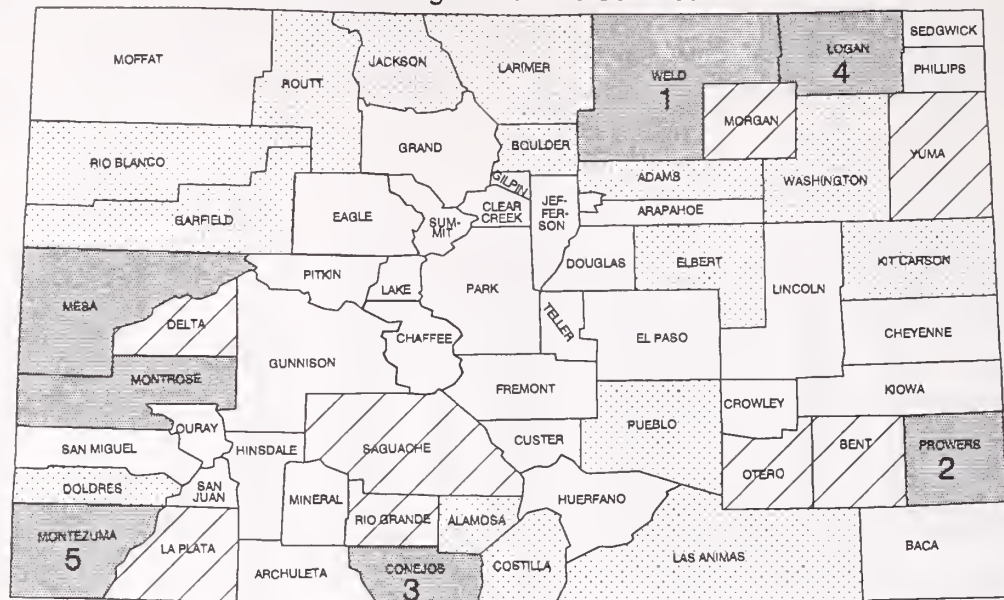 MOFFAT
ROUTT
JACKSON
LARIMER
WELD
1
LOGAN
4
SEDGWICK
PHILLIPS
MORGAN
RIO BLANCO
GRAND
BOULDER
GILPIN
ADAMS
WASHINGTON
YUMA
GARFIELD
EAGLE
SUM-
MIT
CLEAR
CREEK
JEF-
FER-
SON
ARAPAHOE
PITKIN
LAKE
PARK
DOUGLAS
ELBERT
LINCOLN
KIT CARSON
MESA
DELTA
GUNNISON
CHAFFEE
TELLER
EL PASO
CHEYENNE
MONTROSE
FREMONT
CROWLEY
KIOWA
OURAY
SAN MIGUEL
HINSDALE
SAGUACHE
CUSTER
PUEBLO
OTERO
BENT
PROWERS
2
DOLORES
SAN
JUAN
MINERAL
RIO GRANDE
ALAMOSA
HUERFANO
MONTEZUMA
5
LA PLATA
ARCHULETA
CONEJOS
3
COSTILLA
LAS ANIMAS
BACA